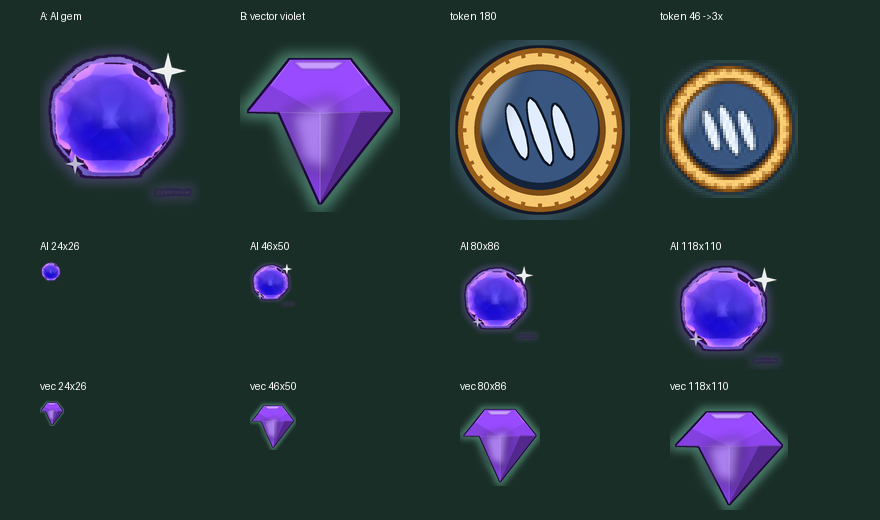 A: AI gem
B: vector violet
token 180
token 46 ->3x
AI 24x26
AI 46x50
AI 80x86
AI 118x110
vec 24x26
vec 46x50
vec 80x86
vec 118x110